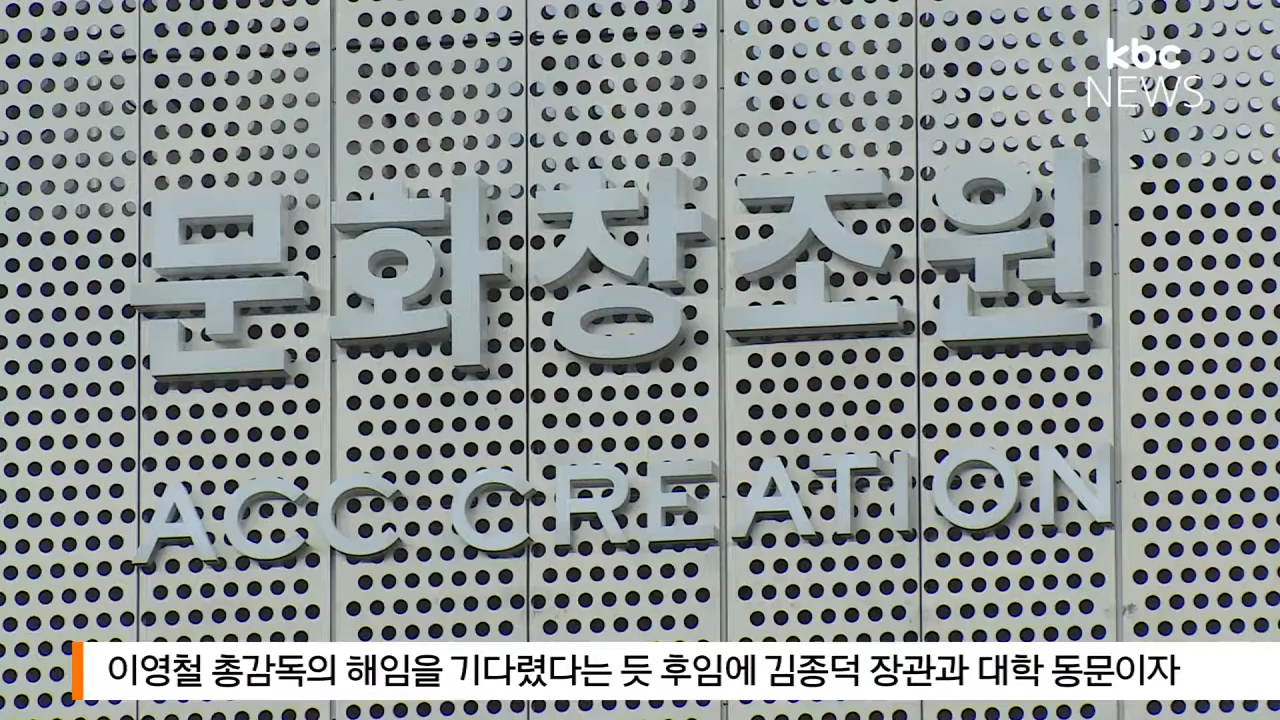 kbc
NEWS
문화창조원
ACC CREATION
이영철 총감독의 해임을 기다렸다는 듯 후임에 김종덕 장관과 대학 동문이자